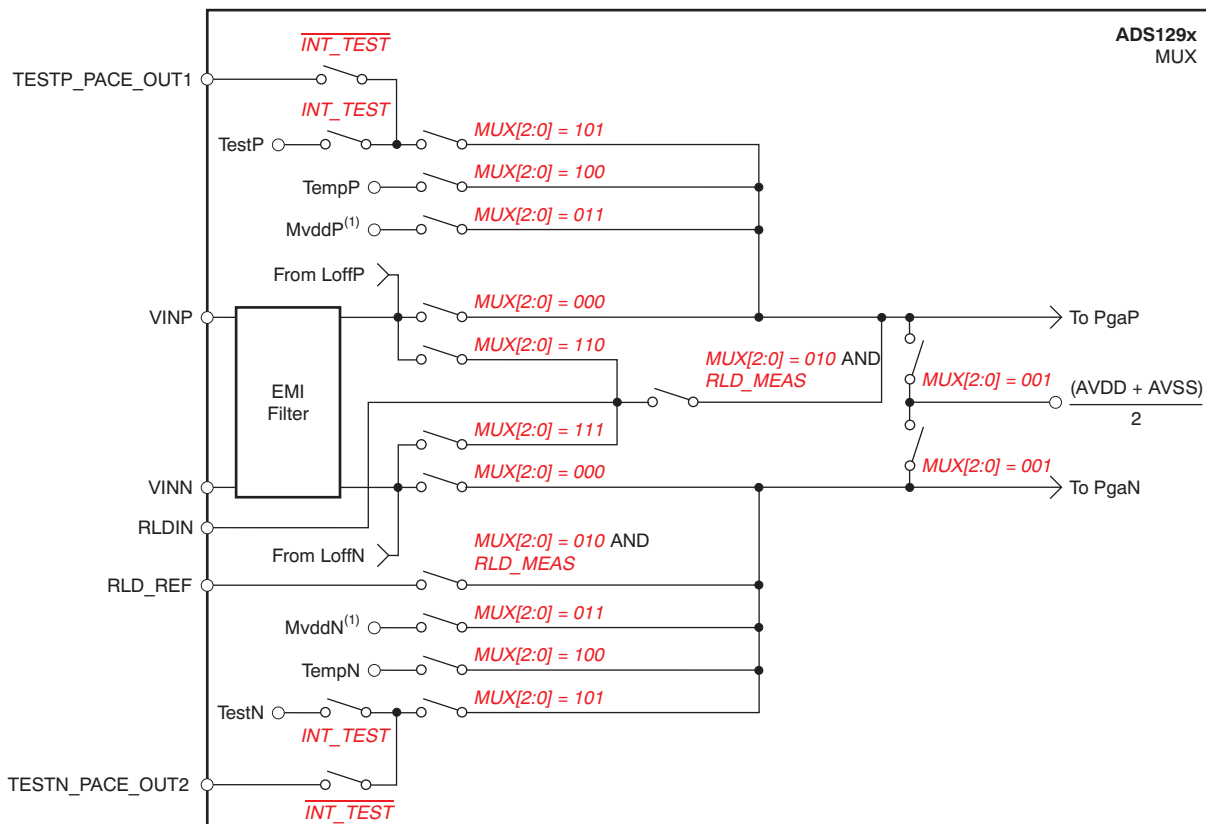 ADS129x
MUX
INT_TEST
TESTP_PACE_OUT1
INT_TEST
MUX[2:0] = 101
TestP
MUX[2:0] = 100
TempP
MUX[2:0] = 011
MvddP(1)
From LoffP
MUX[2:0] = 000
VINP
To PgaP
MUX[2:0] = 110
MUX[2:0] = 010 AND
RLD_MEAS
MUX[2:0] = 001
(AVDD + AVSS)
2
EMI
Filter
MUX[2:0] = 111
MUX[2:0] = 000
MUX[2:0] = 001
VINN
To PgaN
RLDIN
From LoffN
MUX[2:0] = 010 AND
RLD_MEAS
RLD_REF
MUX[2:0] = 011
MvddN(1)
MUX[2:0] = 100
TempN
MUX[2:0] = 101
TestN
INT_TEST
TESTN_PACE_OUT2
INT_TEST